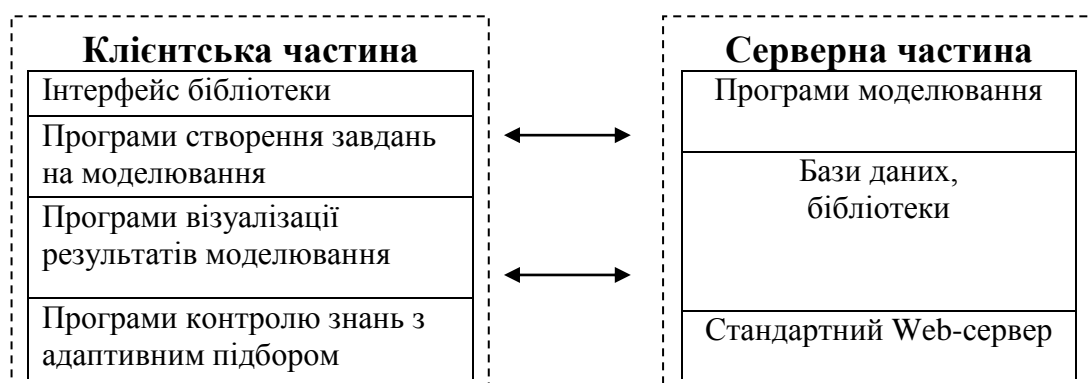 Клієнтська частина
Інтерфейс бібліотеки
Програми створення завдань
на моделювання
Програми візуалізації
результатів моделювання
Програми контролю знань з
адаптивним підбором
Серверна частина
Програми моделювання
Бази даних,
бібліотеки
Стандартний Web-сервер